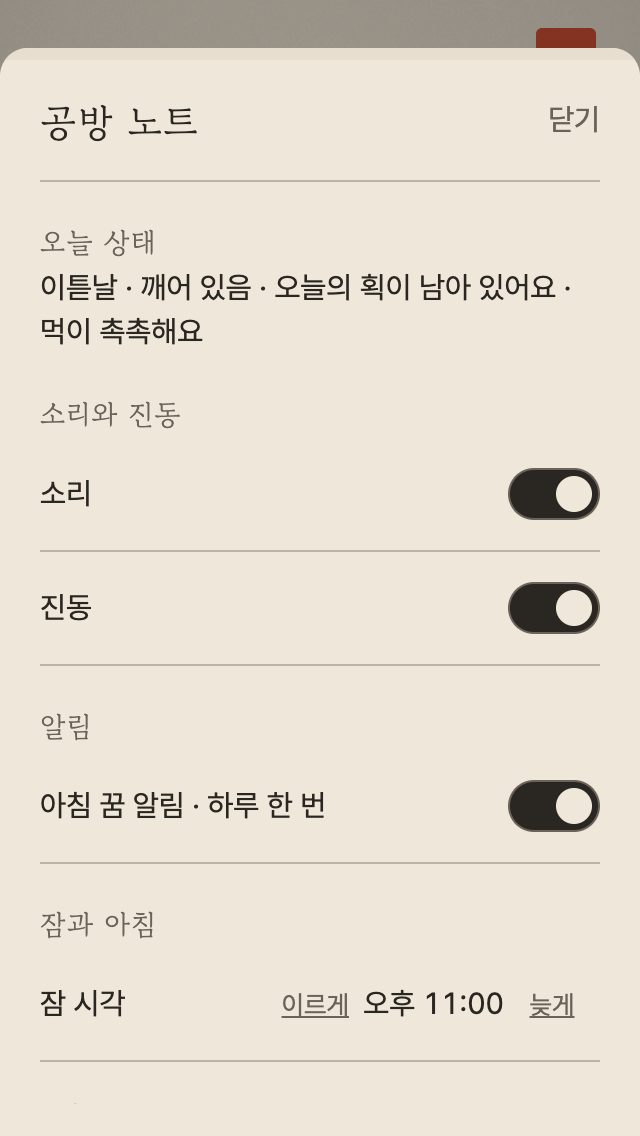 공방 노트
닫기
오늘 상태
이튿날 · 깨어 있음 · 오늘의 획이 남아 있어요 ·
먹이 촉촉해요
소리와 진동
소리
진동
알림
아침 꿈 알림 · 하루 한 번
잠과 아침
잠 시각 이르게 오후 11:00 늦게